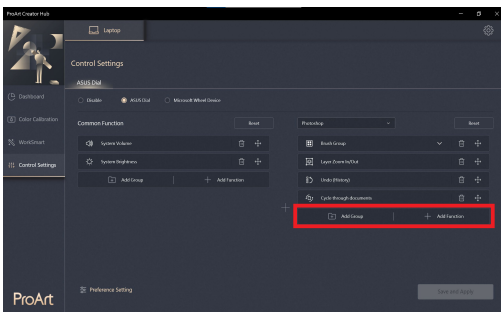 ProArt Creator Hub
Laptop
Control Settings
ASUS Dial
Dashboard
Disable
ASUS Dial
Microsoft Wheel Device
Color Calibration
Common Function
Reset
Photoshop
Reset
WorkSmart
System Volume
Brush Group
Control Settings
System Brightness
Layer Zoom In/Out
Add Group
Add Function
Undo (History)
Cycle through documents
Add Group
Add Function
Preference Setting
Save and Apply
ProArt